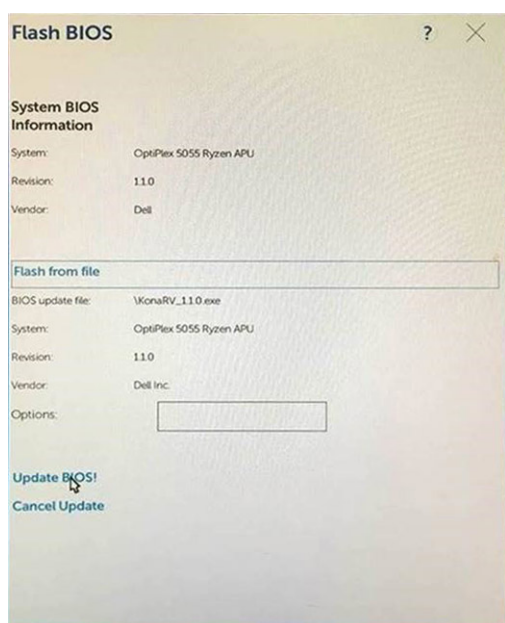 Flash BIOS ? ×
System BIOS
Information
System: OptiPlex 5055 Ryzen APU
Revision: 1.1.0
Vendor: Dell
Flash from file
BIOS update file: \KonaRV_1.1.0.exe
System: OptiPlex 5055 Ryzen APU
Revision: 1.1.0
Vendor: Dell Inc.
Options:
Update BIOS!
Cancel Update